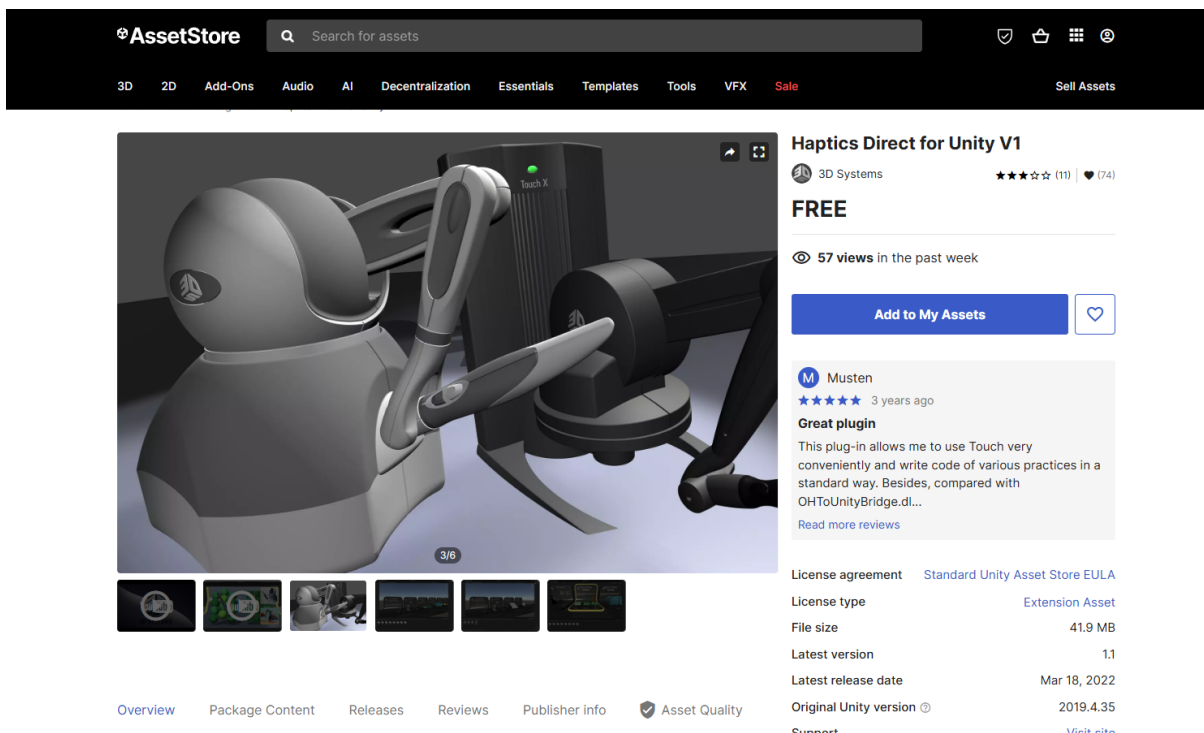 AssetStore
Search for assets
3D 2D Add-Ons Audio AI Decentralization Essentials Templates Tools VFX Sale Sell Assets
Touch X
3/6
Haptics Direct for Unity V1
3D Systems ★★★☆☆ (11) (74)
FREE
57 views in the past week
Add to My Assets
M Musten
★★★★★ 3 years ago
Great plugin
This plug-in allows me to use Touch very
conveniently and write code of various practices in a
standard way. Besides, compared with
OHToUnityBridge.dl...
Read more reviews
License agreement Standard Unity Asset Store EULA
License type Extension Asset
File size 41.9 MB
Latest version 1.1
Latest release date Mar 18, 2022
Original Unity version 2019.4.35
Support Visit site
Overview Package Content Releases Reviews Publisher info Asset Quality